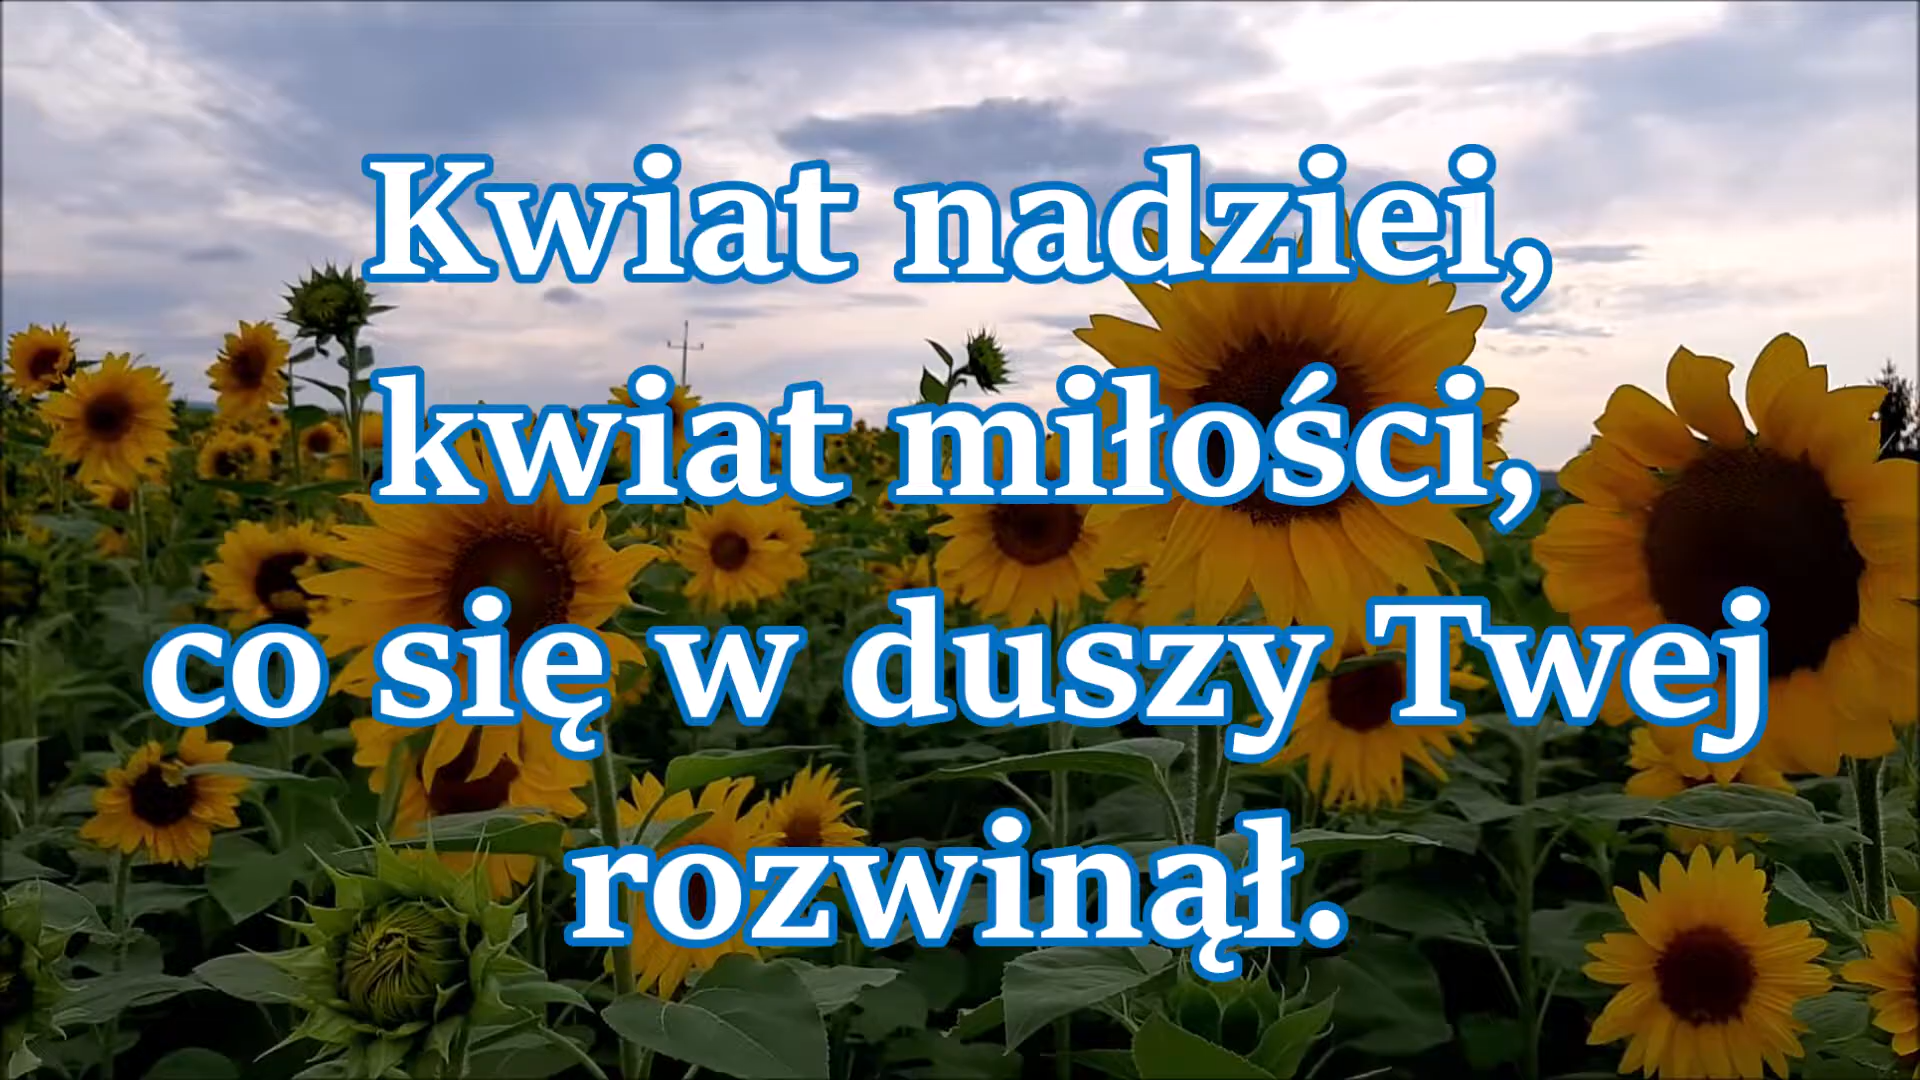 Kwiat nadziei,
kwiat miłości,
co się w duszy Twej
rozwinął.